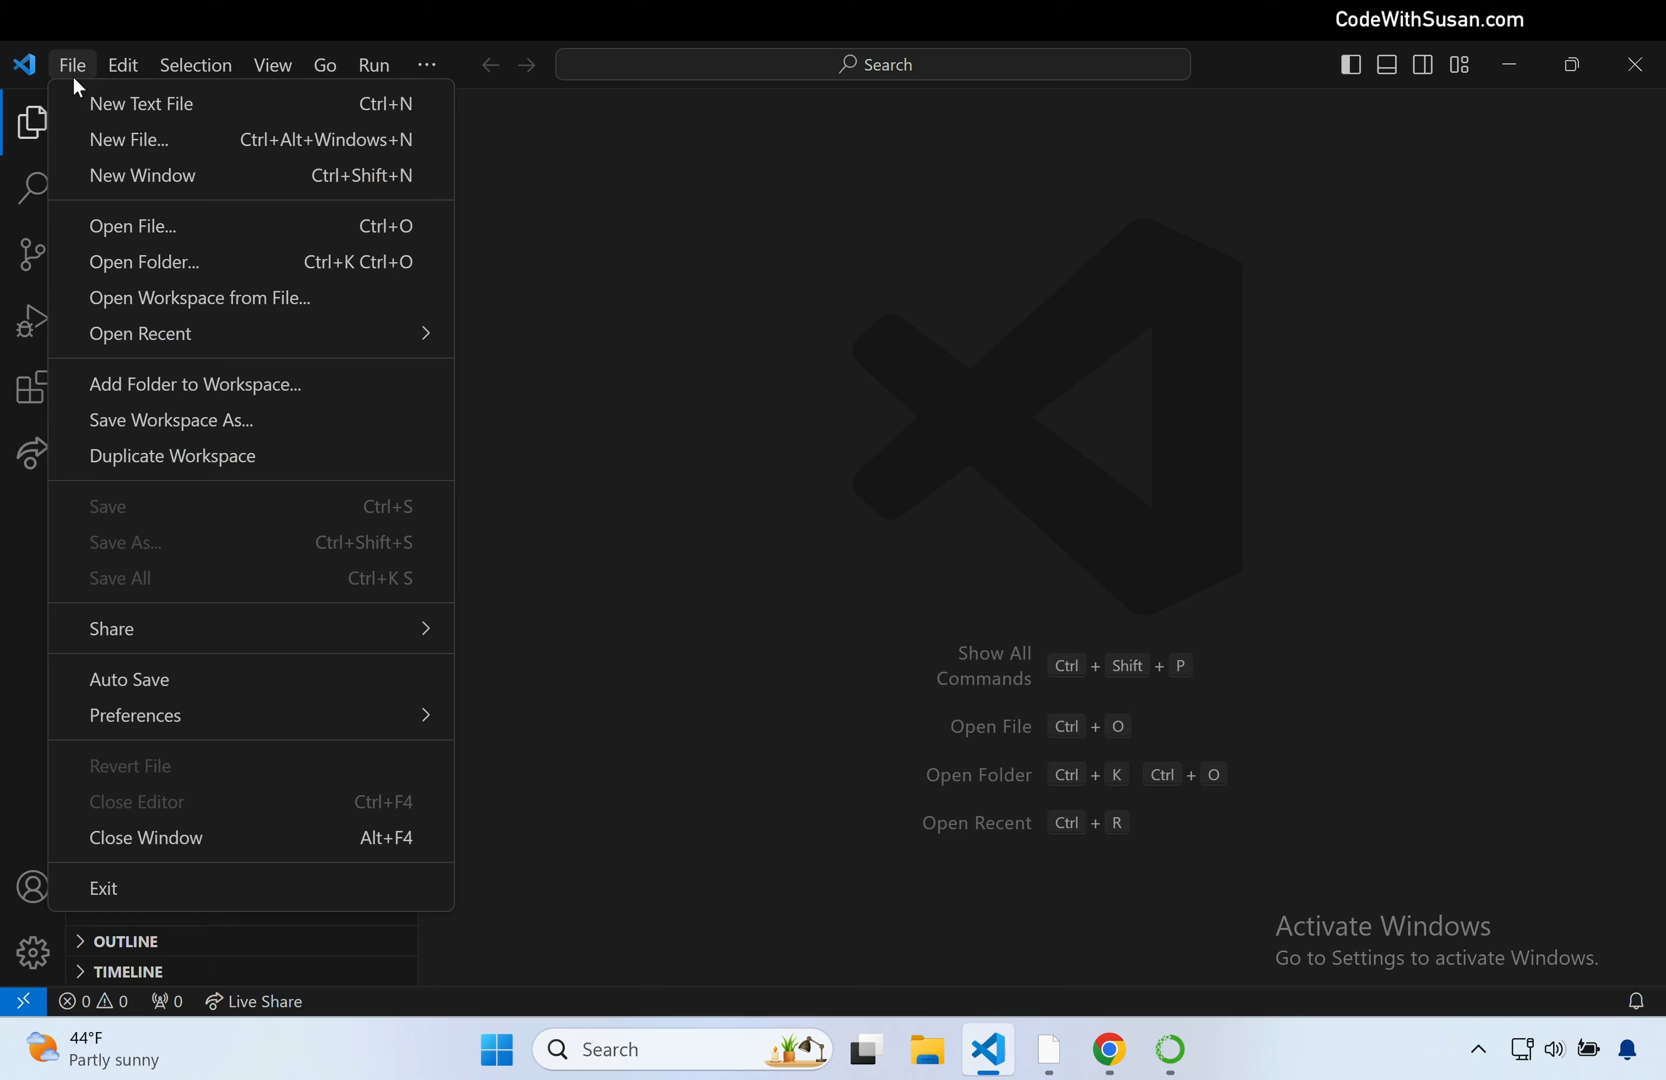 CodeWithSusan.com
File Edit Selection View Go Run ··· Search
New Text File Ctrl+N
New File... Ctrl+Alt+Windows+N
New Window Ctrl+Shift+N
Open File... Ctrl+O
Open Folder... Ctrl+K Ctrl+O
Open Workspace from File...
Open Recent
Add Folder to Workspace...
Save Workspace As...
Duplicate Workspace
Save Ctrl+S
Save As... Ctrl+Shift+S
Save All Ctrl+K S
Share
Auto Save
Preferences
Revert File
Close Editor Ctrl+F4
Close Window Alt+F4
Exit
OUTLINE
TIMELINE
Show All
Commands Ctrl + Shift + P
Open File Ctrl + O
Open Folder Ctrl + K Ctrl + O
Open Recent Ctrl + R
Activate Windows
Go to Settings to activate Windows.
0 0 0 Live Share
44°F
Partly sunny
Search